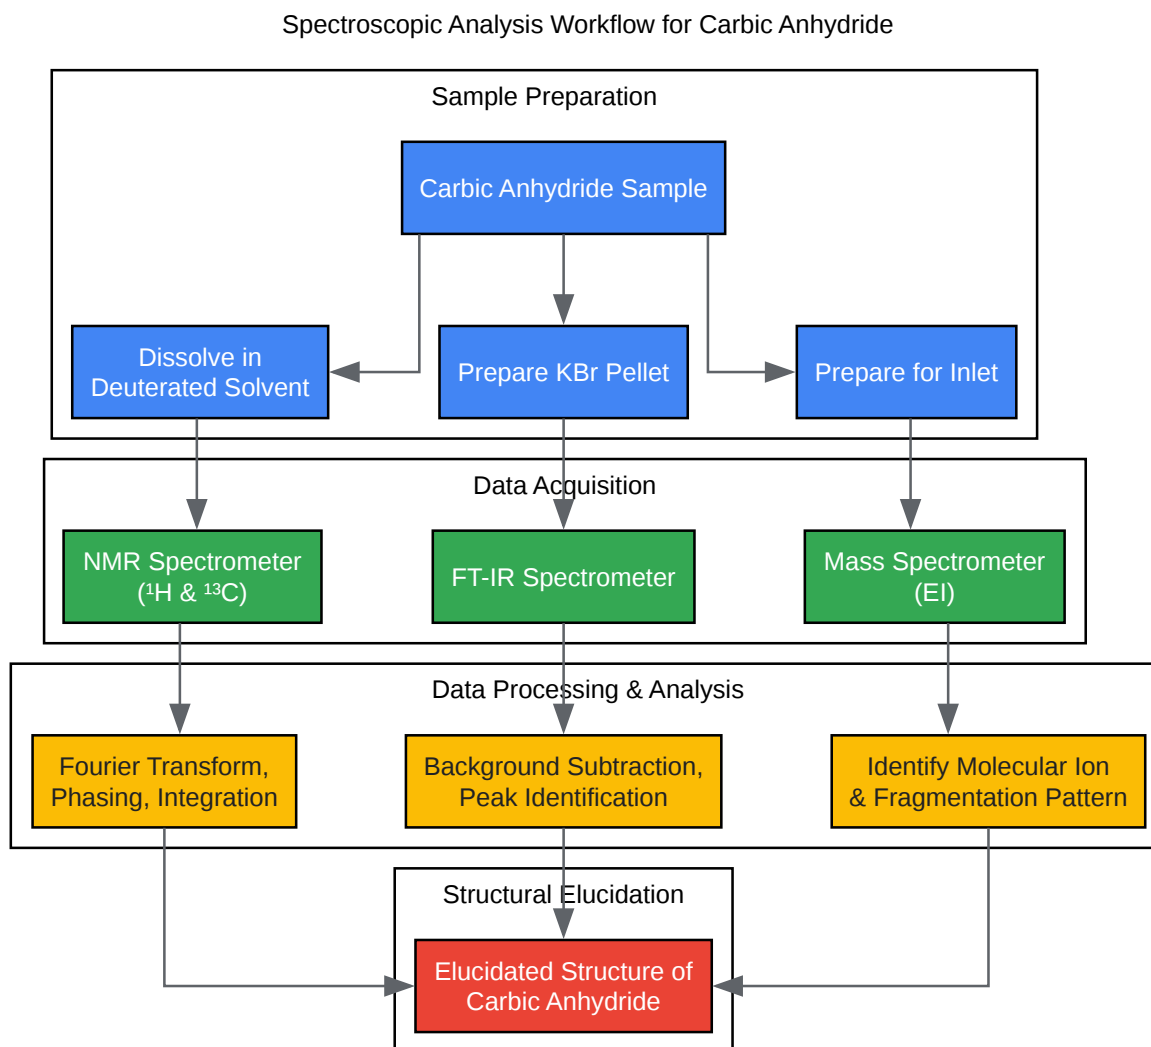 Spectroscopic Analysis Workflow for Carbic Anhydride
Sample Preparation
Carbic Anhydride Sample
Dissolve in
Deuterated Solvent
Prepare KBr Pellet
Prepare for Inlet
Data Acquisition
NMR Spectrometer
(¹H & ¹³C)
FT-IR Spectrometer
Mass Spectrometer
(EI)
Data Processing & Analysis
Fourier Transform,
Phasing, Integration
Background Subtraction,
Peak Identification
Identify Molecular Ion
& Fragmentation Pattern
Structural Elucidation
Elucidated Structure of
Carbic Anhydride